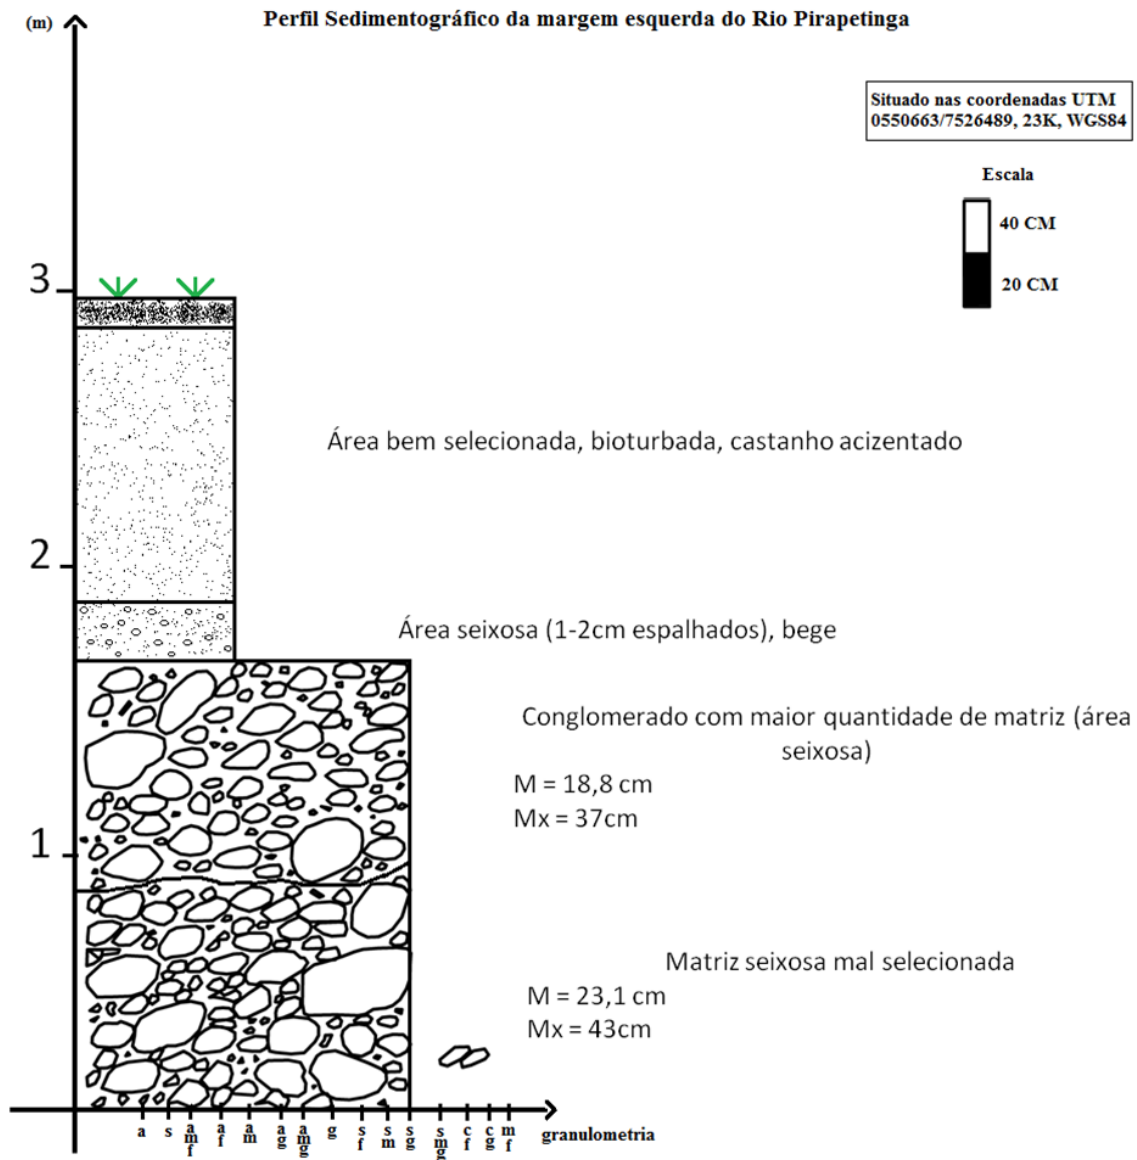 (m)
Perfil Sedimentográfico da margem esquerda do Rio Pirapetinga
Situado nas coordenadas UTM
0550663/7526489, 23K, WGS84
Escala
40 CM
20 CM
3
Área bem selecionada, bioturbada, castanho acizentado
2
Área seixosa (1-2cm espalhados), bege
Conglomerado com maior quantidade de matriz (área
seixosa)
M = 18,8 cm
Mx = 37cm
1
Matriz seixosa mal selecionada
M = 23,1 cm
Mx = 43cm
a s amf af am ag amg g sf sm sg smg cf cg mf granulometria